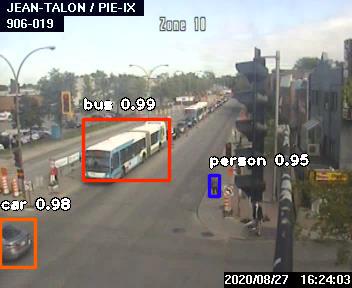 JEAN-TALON / PIE-IX
906-019
Zone 10
bus 0.99
person 0.95
car 0.98
2020/08/27 16:24:03